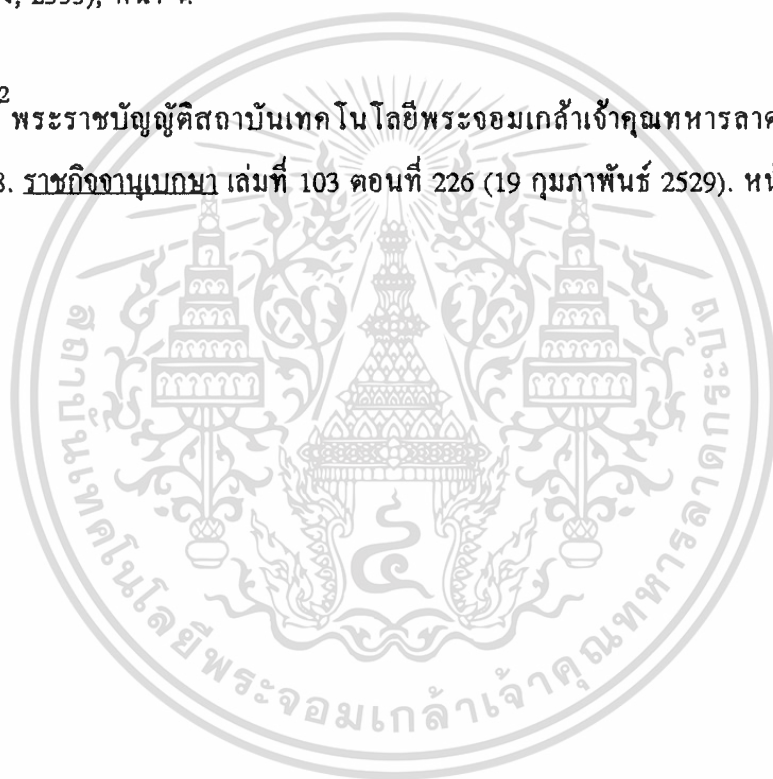 2533), หน้า
2พระราชบัญญัติสถาบันเทคโนโลยีพระจอมเกล้าเจ้าคุณทหารลาด
8. ราชกิจจานุเบกษา เล่มที่ 103 ตอนที่ 226 (19 กุมภาพันธ์ 2529). หน้
สถาบันเทคโนโลยีพระจอมเกล้าเจ้าคุณทหารลาดกระบัง